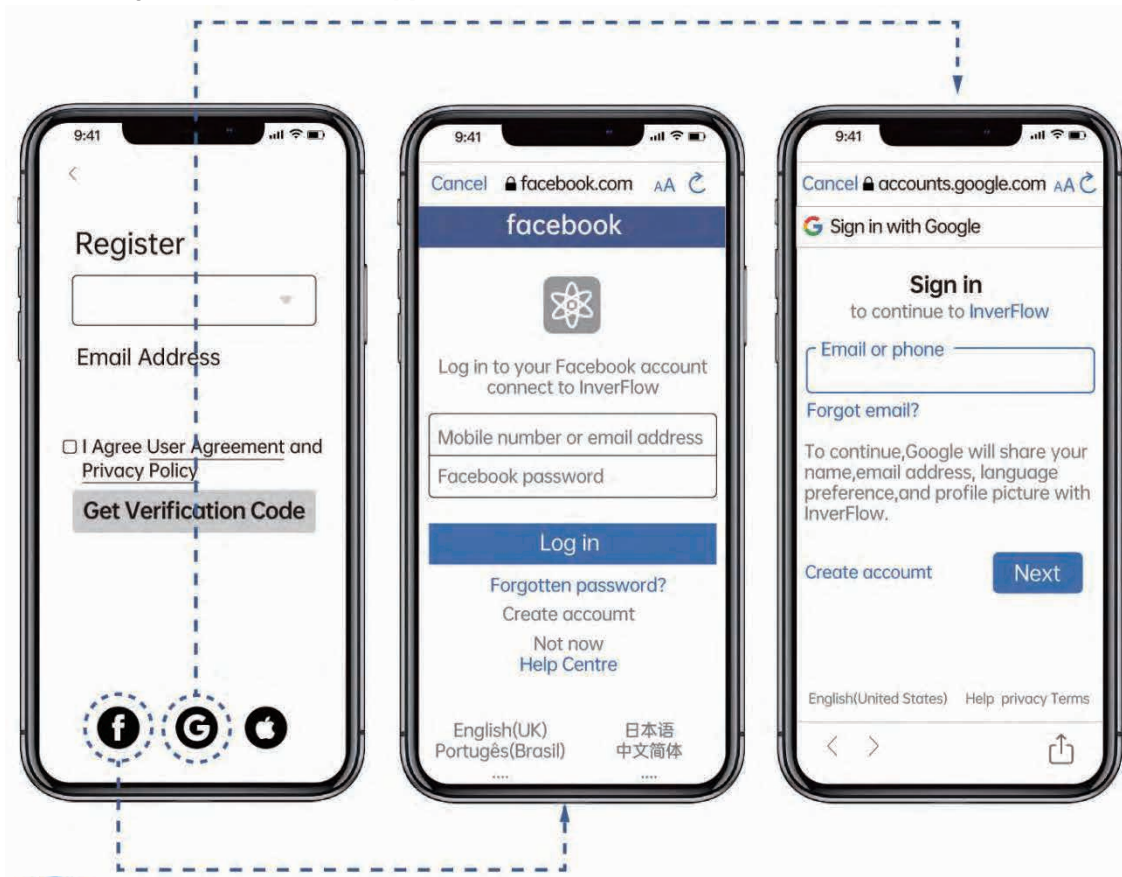 9:41
<
Register
Email Address
I Agree User Agreement and
Privacy Policy
Get Verification Code
f G
9:41
Cancel facebook.com AA
facebook
Log in to your Facebook account
connect to InverFlow
Mobile number or email address
Facebook password
Log in
Forgotten password?
Create accoumt
Not now
Help Centre
English(UK) 日本语
Portugês(Brasil) 中文简体
.... ....
9:41
Cancel accounts.google.com AA
G Sign in with Google
Sign in
to continue to InverFlow
Email or phone
Forgot email?
To continue,Google will share your
name,email address, language
preference,and profile picture with
InverFlow.
Create accoumt Next
English(United States) Help privacy Terms
< >